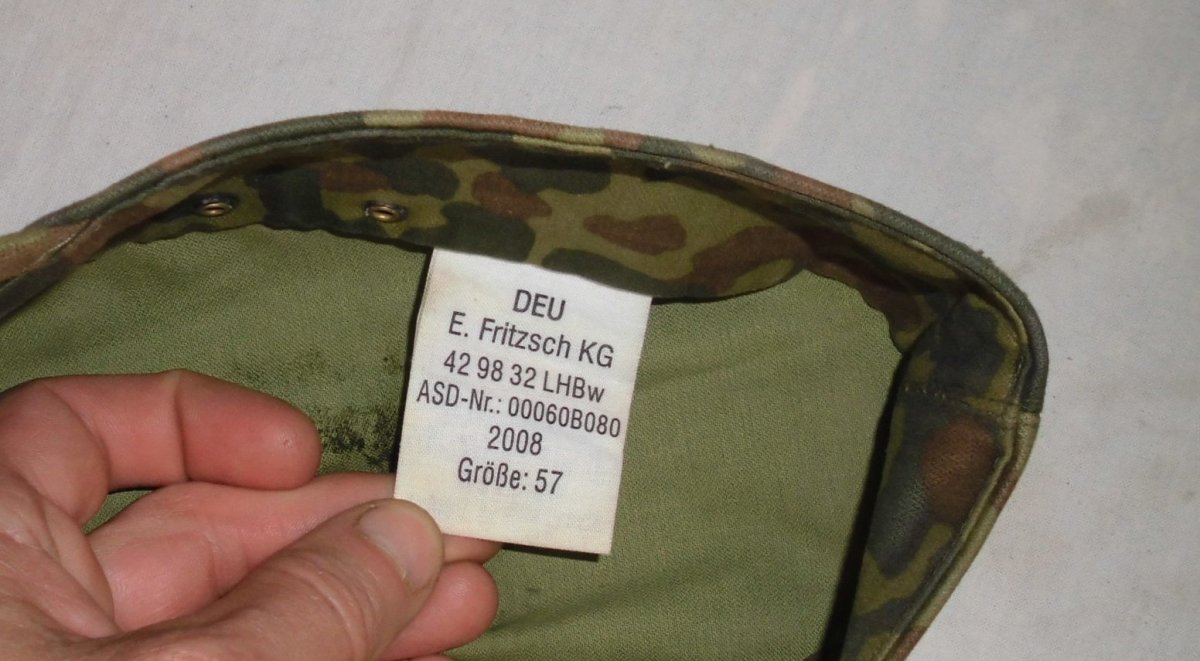 DEU
E. Fritzsch KG
42 98 32 LHBw
ASD-Nr.: 00060B080
2008
Größe: 57